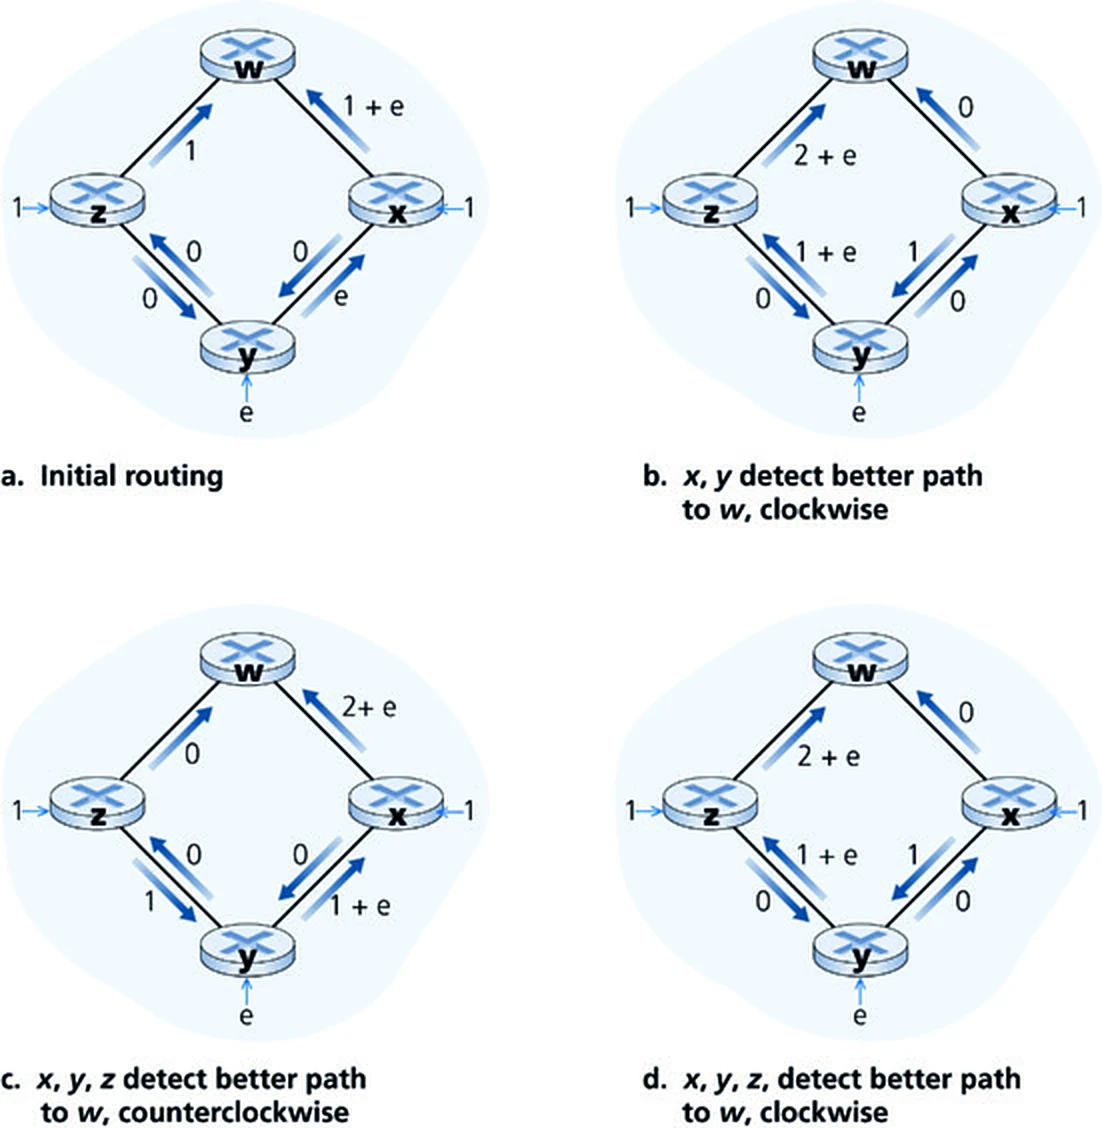 w
1 + e
1
1
z
x
1
0
0
0
e
y
e
a. Initial routing
w
0
2 + e
1
z
x
1
1 + e
1
0
0
y
e
b. x, y detect better path
to w, clockwise
w
2+ e
0
1
z
x
1
0
0
1
1 + e
y
e
c. x, y, z detect better path
to w, counterclockwise
w
0
2 + e
1
z
x
1
1 + e
1
0
0
y
e
d. x, y, z, detect better path
to w, clockwise